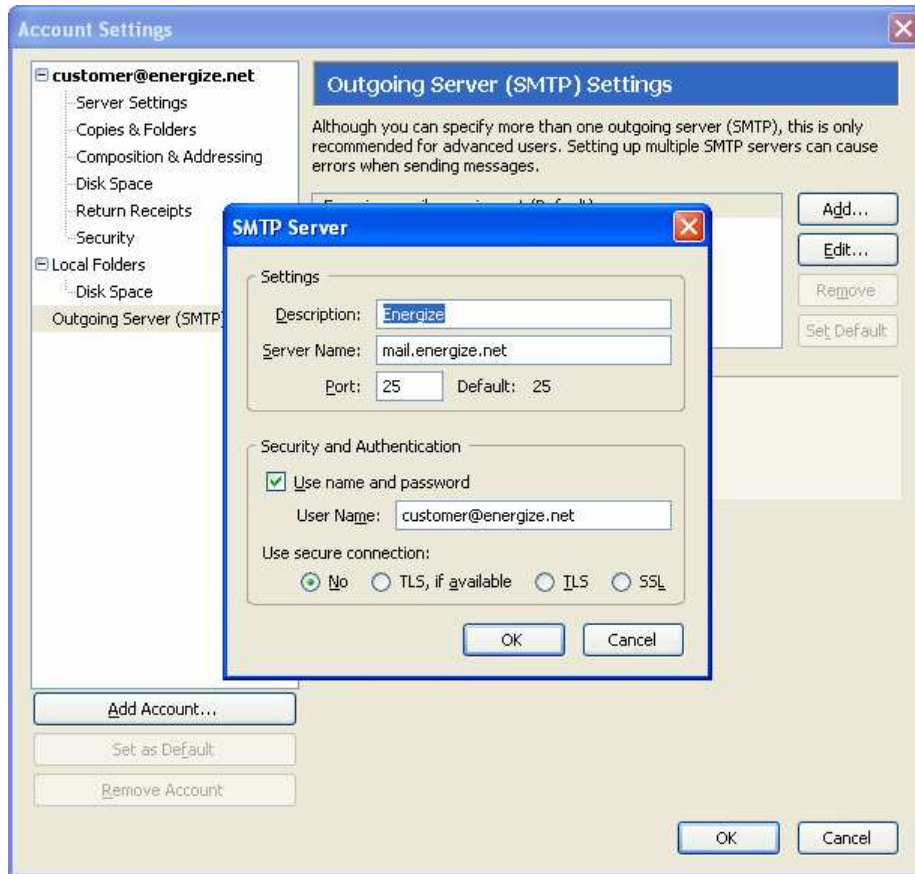 Account Settings
customer@energize.net
Server Settings
Copies & Folders
Composition & Addressing
Disk Space
Return Receipts
Security
Local Folders
Disk Space
Outgoing Server (SMTP
Add Account...
Set as Default
Remove Account
Outgoing Server (SMTP) Settings
Although you can specify more than one outgoing server (SMTP), this is only
recommended for advanced users. Setting up multiple SMTP servers can cause
errors when sending messages.
Add...
Edit...
Remove
Set Default
SMTP Server
Settings
Description: Energize
Server Name: mail.energize.net
Port: 25 Default: 25
Security and Authentication
Use name and password
User Name: customer@energize.net
Use secure connection:
No TLS, if available TLS SSL
OK Cancel
OK Cancel